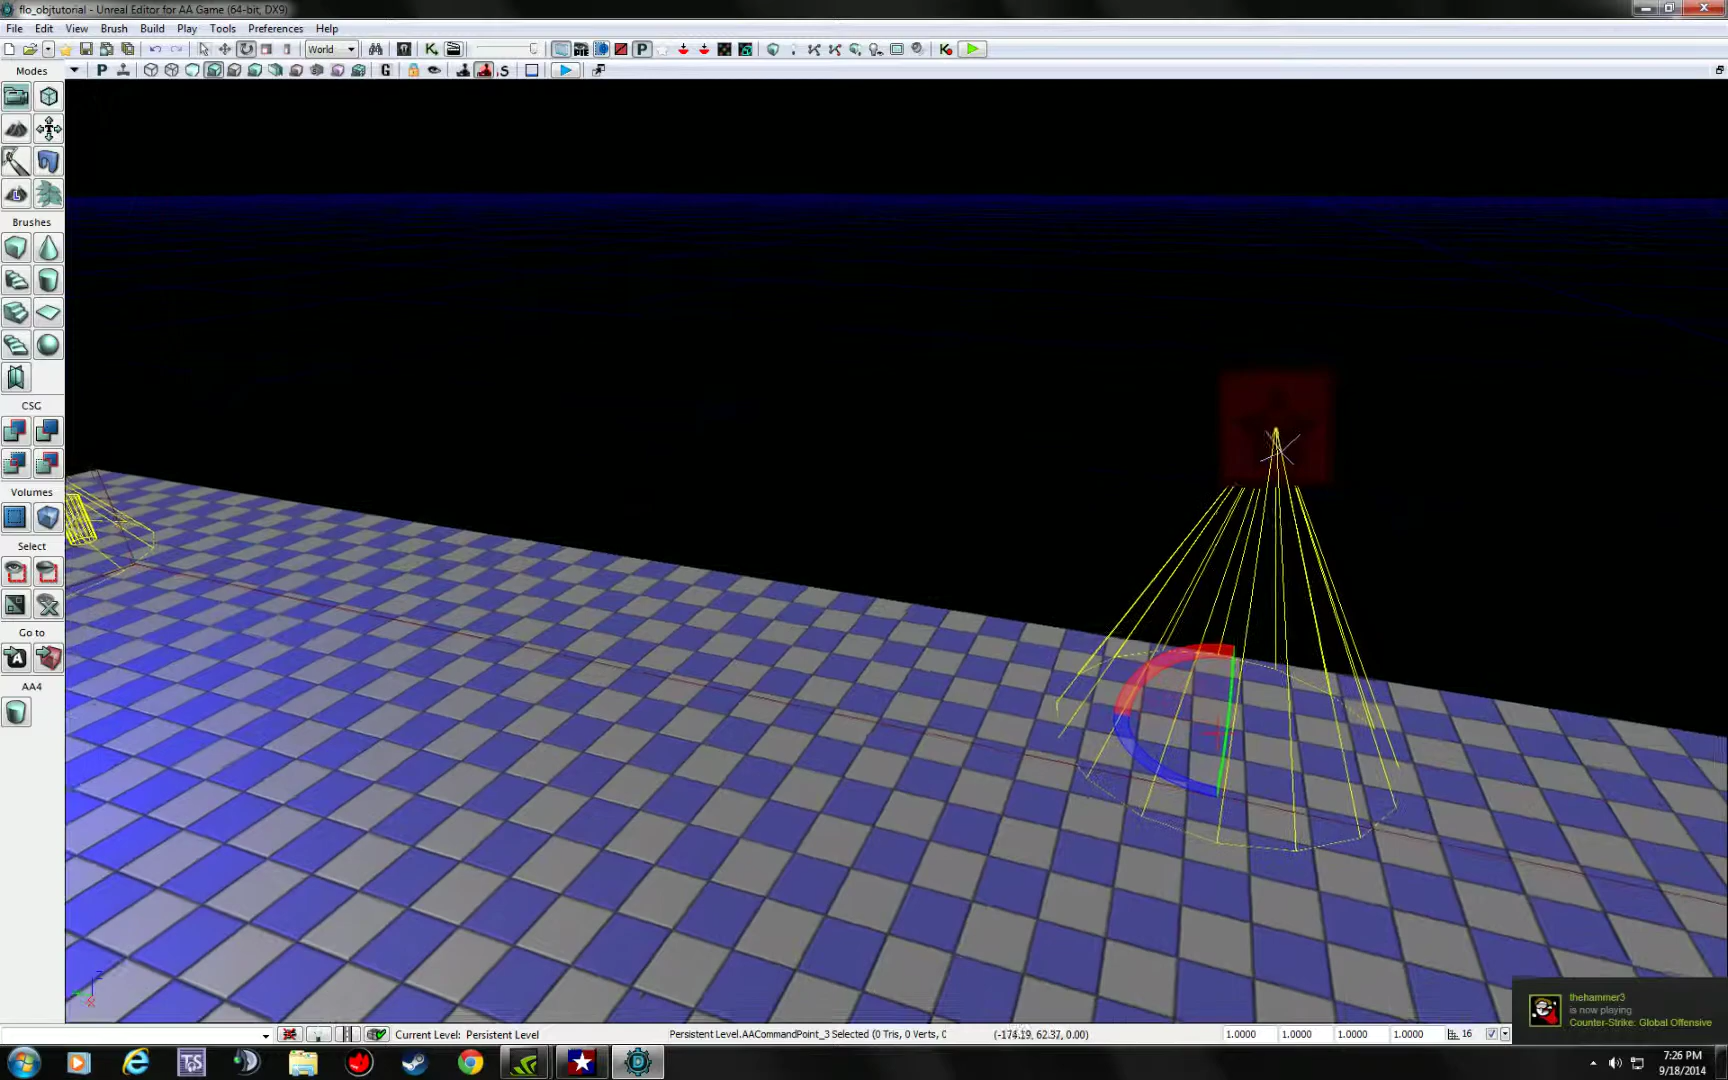 flo_objtutorial - Unreal Editor for AA Game (64-bit, DX9)
File Edit View Brush Build Play Tools Preferences Help
World
PIE
P
P G S
Modes
Brushes
CSG
Volumes
Select
Go to
AA4
Z
X
thehammer3
is now playing
Counter-Strike: Global Offensive
Current Level: Persistent Level
Persistent Level.AACommandPoint_3 Selected (0 Tris, 0 Verts, 0
(-174.19, 62.37, 0.00)
1.0000 1.0000 1.0000 1.0000 16
TS
7:26 PM
9/18/2014